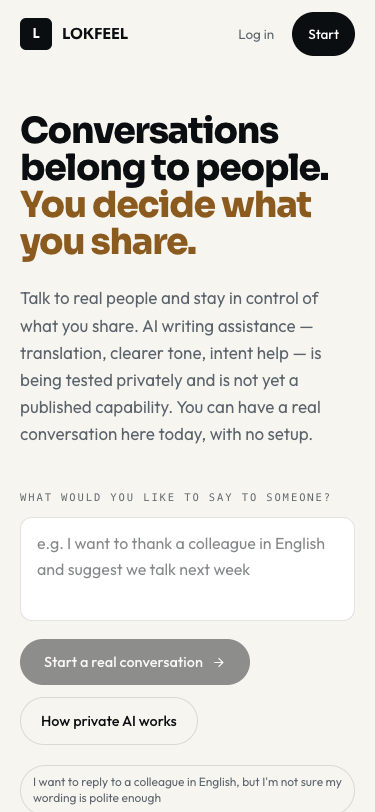 L LOKFEEL Log in Start
Conversations
belong to people.
You decide what
you share.
Talk to real people and stay in control of
what you share. AI writing assistance —
translation, clearer tone, intent help — is
being tested privately and is not yet a
published capability. You can have a real
conversation here today, with no setup.
WHAT WOULD YOU LIKE TO SAY TO SOMEONE?
e.g. I want to thank a colleague in English
and suggest we talk next week
Start a real conversation →
How private AI works
I want to reply to a colleague in English, but I'm not sure my
wording is polite enough